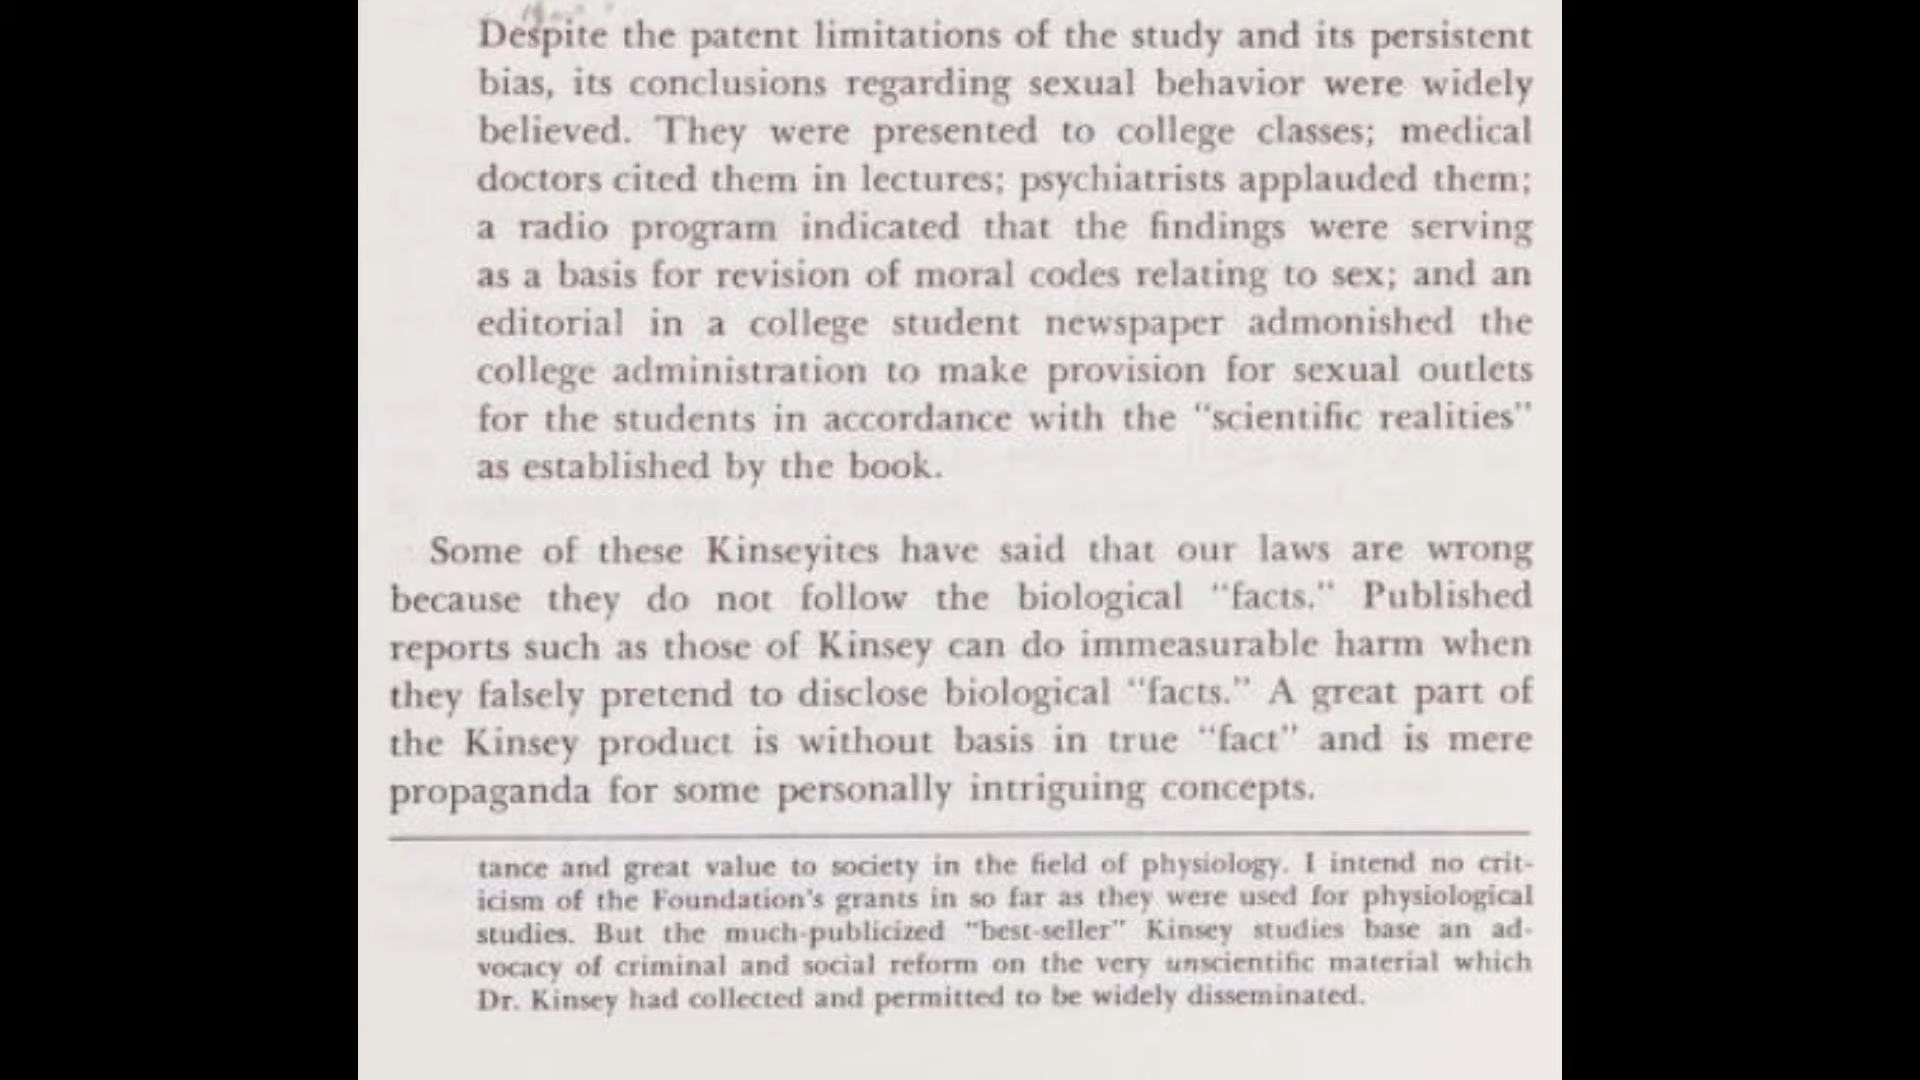 Despite the patent limitations of the study and its persistent
bias, its conclusions regarding sexual behavior were widely
believed. They were presented to college classes; medical
doctors cited them in lectures; psychiatrists applauded them;
a radio program indicated that the findings were serving
as a basis for revision of moral codes relating to sex; and an
editorial in a college student newspaper admonished the
college administration to make provision for sexual outlets
for the students in accordance with the "scientific realities"
as established by the book.
Some of these Kinseyites have said that our laws are wrong
because they do not follow the biological "facts." Published
reports such as those of Kinsey can do immeasurable harm when
they falsely pretend to disclose biological "facts." A great part of
the Kinsey product is without basis in true "fact" and is mere
propaganda for some personally intriguing concepts.
tance and great value to society in the field of physiology. I intend no crit-
icism of the Foundation's grants in so far as they were used for physiological
studies. But the much-publicized "best-seller" Kinsey studies base an ad-
vocacy of criminal and social reform on the very unscientific material which
Dr. Kinsey had collected and permitted to be widely disseminated.